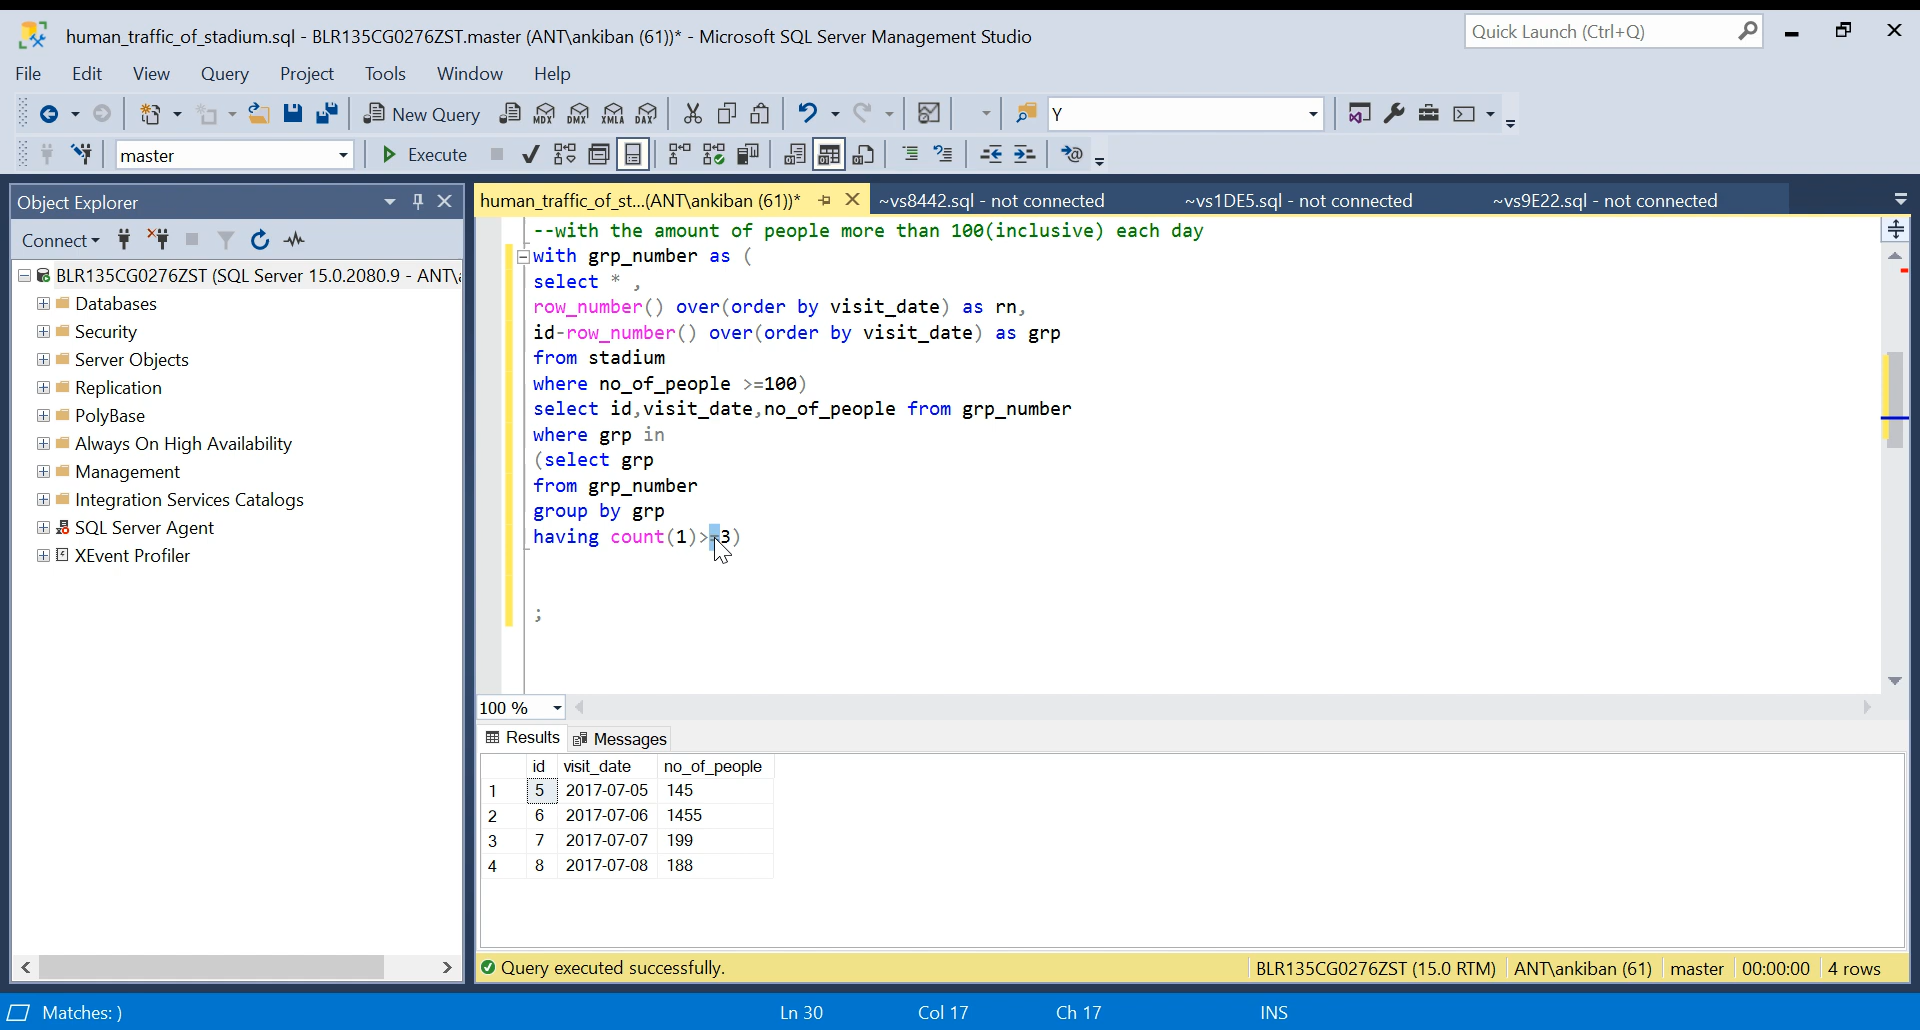 human_traffic_of_stadium.sql - BLR135CG0276ZST.master (ANT\ankiban (61))* - Microsoft SQL Server Management Studio
Quick Launch (Ctrl+Q)
File Edit View Query Project Tools Window Help
New Query MDX DMX XMLA DAX Y
master Execute
Object Explorer
human_traffic_of_st...(ANT\ankiban (61))* ~vs8442.sql - not connected ~vs1DE5.sql - not connected ~vs9E22.sql - not connected
Connect
BLR135CG0276ZST (SQL Server 15.0.2080.9 - ANT\
Databases
Security
Server Objects
Replication
PolyBase
Always On High Availability
Management
Integration Services Catalogs
SQL Server Agent
XEvent Profiler
--with the amount of people more than 100(inclusive) each day
with grp_number as (
select * ,
row_number() over(order by visit_date) as rn,
id-row_number() over(order by visit_date) as grp
from stadium
where no_of_people >=100)
select id,visit_date,no_of_people from grp_number
where grp in
(select grp
from grp_number
group by grp
having count(1)>=3)
;
100 %
Results Messages
id visit_date no_of_people
1 5 2017-07-05 145
2 6 2017-07-06 1455
3 7 2017-07-07 199
4 8 2017-07-08 188
Query executed successfully. BLR135CG0276ZST (15.0 RTM) ANT\ankiban (61) master 00:00:00 4 rows
Matches: ) Ln 30 Col 17 Ch 17 INS